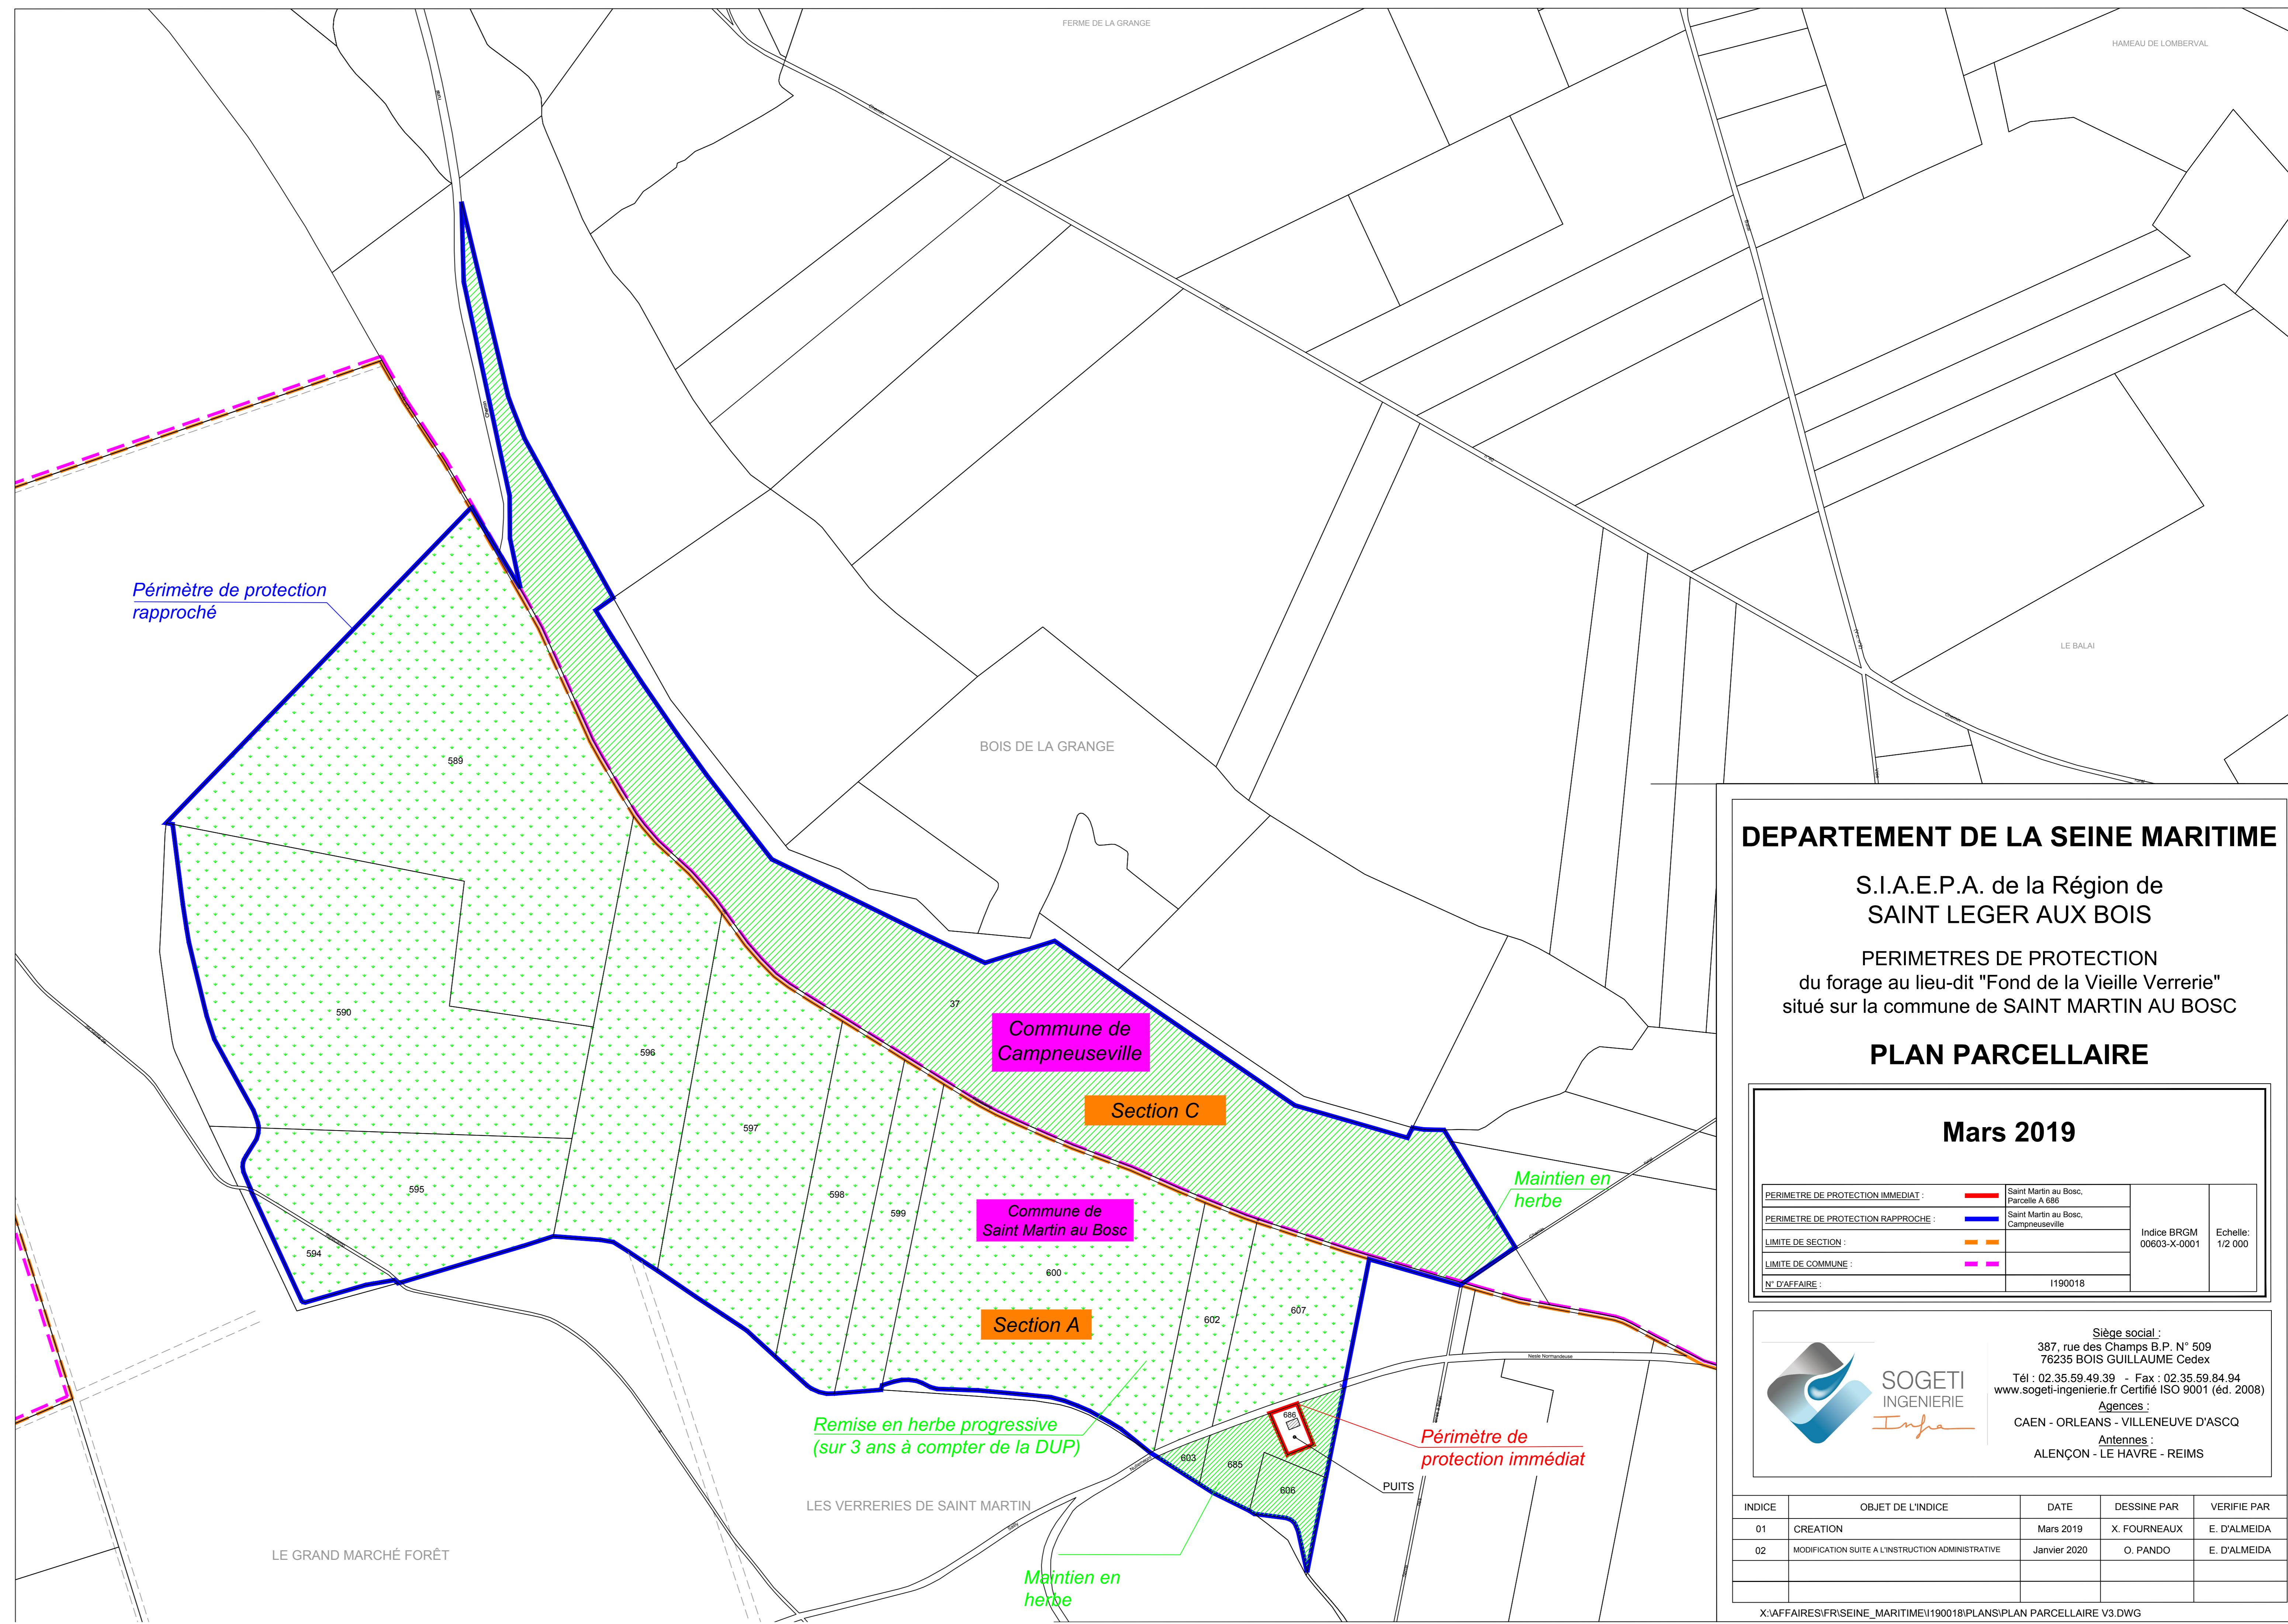 FERME DE LA GRANGE
HAMEAU DE LOMBERVAL
Périmètre de protection
rapproché
LE BALAI
BOIS DE LA GRANGE
589
590
596
37
Commune de
Campneuseville
Section C
597
595
598
599
594
Commune de
Saint Martin au Bosc
600
Section A
602
607
Maintien en
herbe
Nesle Normandeuse
Remise en herbe progressive
(sur 3 ans à compter de la DUP)
686
603
685
606
Périmètre de
protection immédiat
PUITS
LES VERRERIES DE SAINT MARTIN
LE GRAND MARCHÉ FORÊT
Maintien en
herbe
DEPARTEMENT DE LA SEINE MARITIME
S.I.A.E.P.A. de la Région de
SAINT LEGER AUX BOIS
PERIMETRES DE PROTECTION
du forage au lieu-dit "Fond de la Vieille Verrerie"
situé sur la commune de SAINT MARTIN AU BOSC
PLAN PARCELLAIRE
Mars 2019
PERIMETRE DE PROTECTION IMMEDIAT :
Saint Martin au Bosc,
Parcelle A 686
PERIMETRE DE PROTECTION RAPPROCHE :
Saint Martin au Bosc,
Campneuseville
LIMITE DE SECTION :
LIMITE DE COMMUNE :
N° D'AFFAIRE :
I190018
Indice BRGM
00603-X-0001
Echelle:
1/2 000
SOGETI
INGENIERIE
Infra
Siège social :
387, rue des Champs B.P. N° 509
76235 BOIS GUILLAUME Cedex
Tél : 02.35.59.49.39 - Fax : 02.35.59.84.94
www.sogeti-ingenierie.fr Certifié ISO 9001 (éd. 2008)
Agences :
CAEN - ORLEANS - VILLENEUVE D'ASCQ
Antennes :
ALENÇON - LE HAVRE - REIMS
INDICE OBJET DE L'INDICE DATE DESSINE PAR VERIFIE PAR
01 CREATION Mars 2019 X. FOURNEAUX E. D'ALMEIDA
02 MODIFICATION SUITE A L'INSTRUCTION ADMINISTRATIVE Janvier 2020 O. PANDO E. D'ALMEIDA
X:\AFFAIRES\FR\SEINE_MARITIME\I190018\PLANS\PLAN PARCELLAIRE V3.DWG